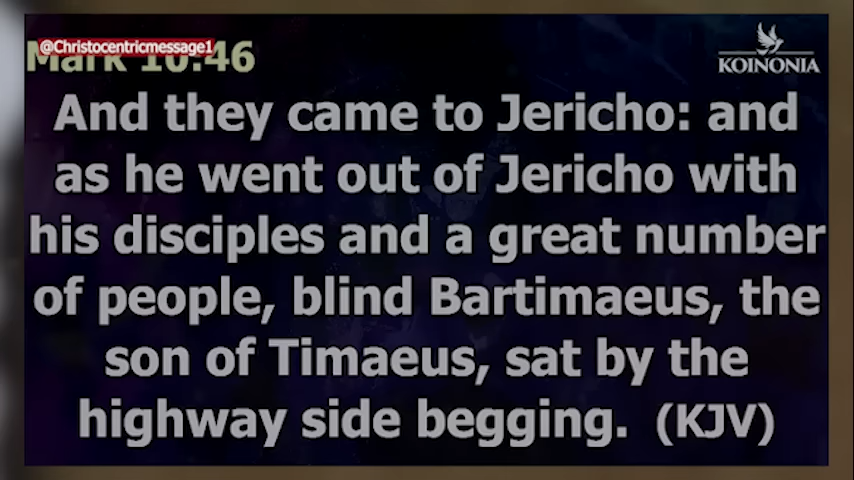 @Christocentricmessage1
Mark 10:46
KOINONIA
And they came to Jericho: and
as he went out of Jericho with
his disciples and a great number
of people, blind Bartimaeus, the
son of Timaeus, sat by the
highway side begging. (KJV)